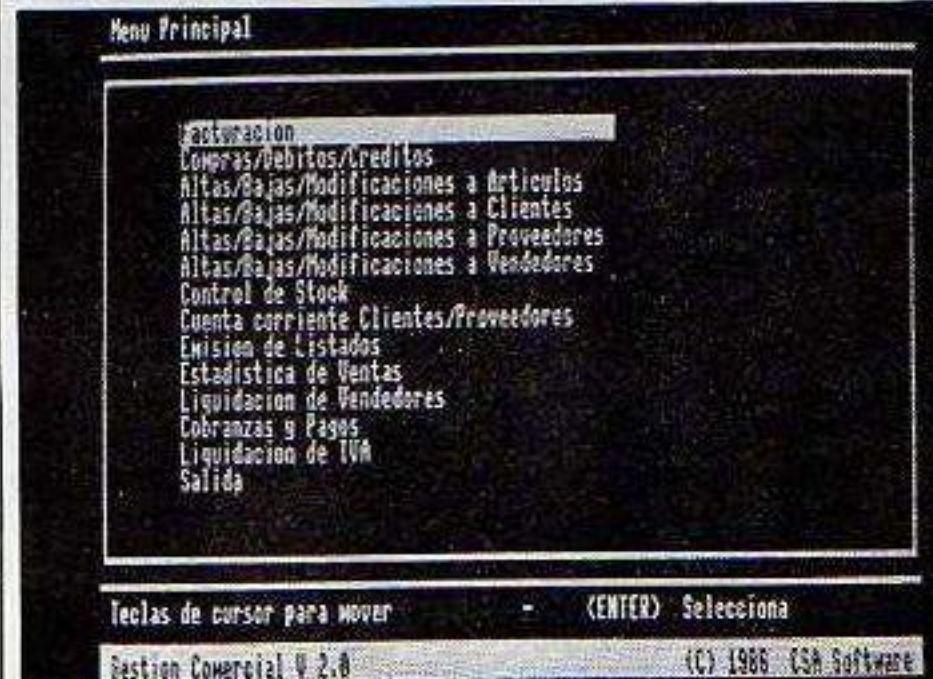 Menu Principal
Facturacion
Compras/Debitos/Creditos
Altas/Bajas/Modificaciones a Articulos
Altas/Bajas/Modificaciones a Clientes
Altas/Bajas/Modificaciones a Proveedores
Altas/Bajas/Modificaciones a Vendedores
Control de Stock
Cuenta corriente Clientes/Proveedores
Emision de Listados
Estadistica de Ventas
Liquidacion de Vendedores
Cobranzas y Pagos
Liquidacion de IVA
Salida
Teclas de cursor para mover - (ENTER) Selecciona
Gestion Comercial V 2.0 (C) 1986 CSA Software